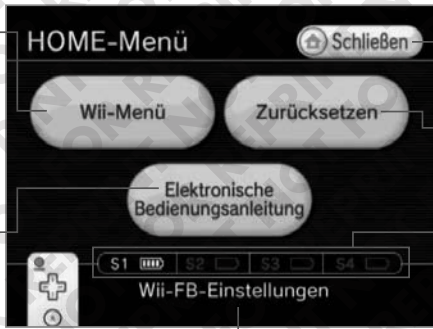 HOME-Menü
Schließen
Wii-Menü
Zurücksetzen
Elektronische
Bedienungsanleitung
S1 S2 S3 S4
Wii-FB-Einstellungen